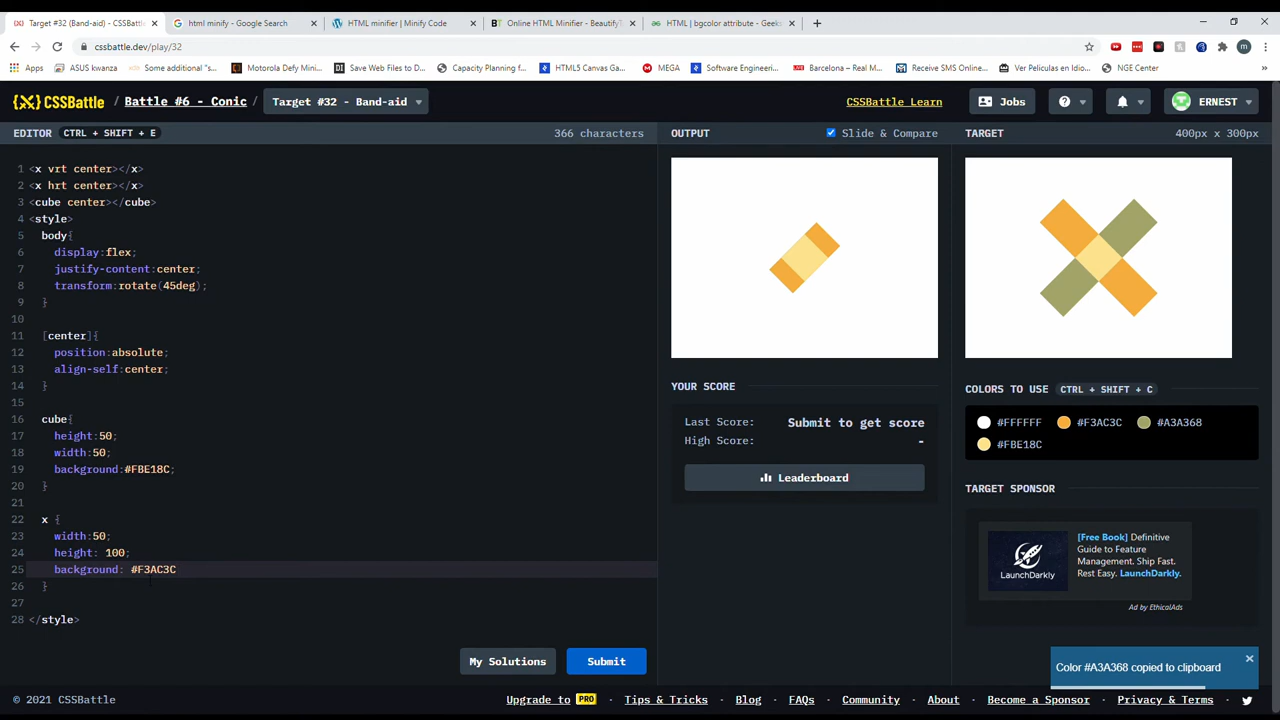 Target #32 (Band-aid) - CSSBattle
html minify - Google Search
HTML minifier | Minify Code
Online HTML Minifier - BeautifyT
HTML | bgcolor attribute - Geeks
cssbattle.dev/play/32
Apps
ASUS kwanza
Some additional "s...
Motorola Defy Mini...
Save Web Files to D...
Capacity Planning f...
HTML5 Canvas Ga...
MEGA
Software Engineeri...
Barcelona – Real M...
Receive SMS Online...
Ver Peliculas en Idio...
NGE Center
CSSBATTLE / Battle #6 - Conic / Target #32 - Band-aid
CSSBattle Learn
Jobs
ERNEST
EDITOR CTRL + SHIFT + E 366 characters
OUTPUT Slide & Compare
TARGET 400px x 300px
1 <x vrt center></x>
2 <x hrt center></x>
3 <cube center></cube>
4 <style>
5 body{
6 display:flex;
7 justify-content:center;
8 transform:rotate(45deg);
9 }
10
11 [center]{
12 position:absolute;
13 align-self:center;
14 }
15
16 cube{
17 height:50;
18 width:50;
19 background:#FBE18C;
20 }
21
22 x {
23 width:50;
24 height: 100;
25 background: #F3AC3C
26 }
27
28 </style>
YOUR SCORE
Last Score: Submit to get score
High Score: -
Leaderboard
COLORS TO USE CTRL + SHIFT + C
#FFFFFF #F3AC3C #A3A368
#FBE18C
TARGET SPONSOR
LaunchDarkly
[Free Book] Definitive
Guide to Feature
Management. Ship Fast.
Rest Easy. LaunchDarkly.
Ad by EthicalAds
My Solutions
Submit
Color #A3A368 copied to clipboard
© 2021 CSSBattle
Upgrade to PRO
Tips & Tricks
Blog
FAQs
Community
About
Become a Sponsor
Privacy & Terms